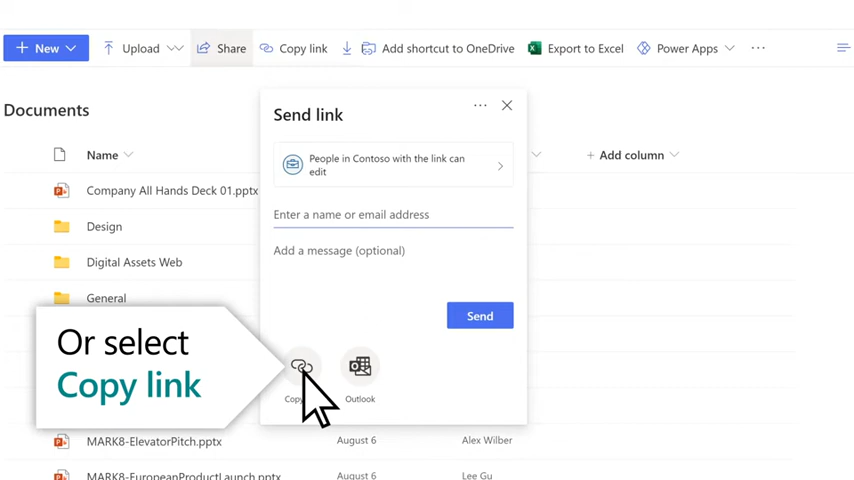 New
Upload
Share
Copy link
Add shortcut to OneDrive
Export to Excel
Power Apps
Documents
Name
Add column
Send link
People in Contoso with the link can
edit
Enter a name or email address
Add a message (optional)
Send
Outlook
Company All Hands Deck 01.pptx
Design
Digital Assets Web
General
Or select
Copy link
MARK8-ElevatorPitch.pptx
August 6
Alex Wilber
MARK8-EuropeanProductLaunch.pptx
August 6
Lee Gu